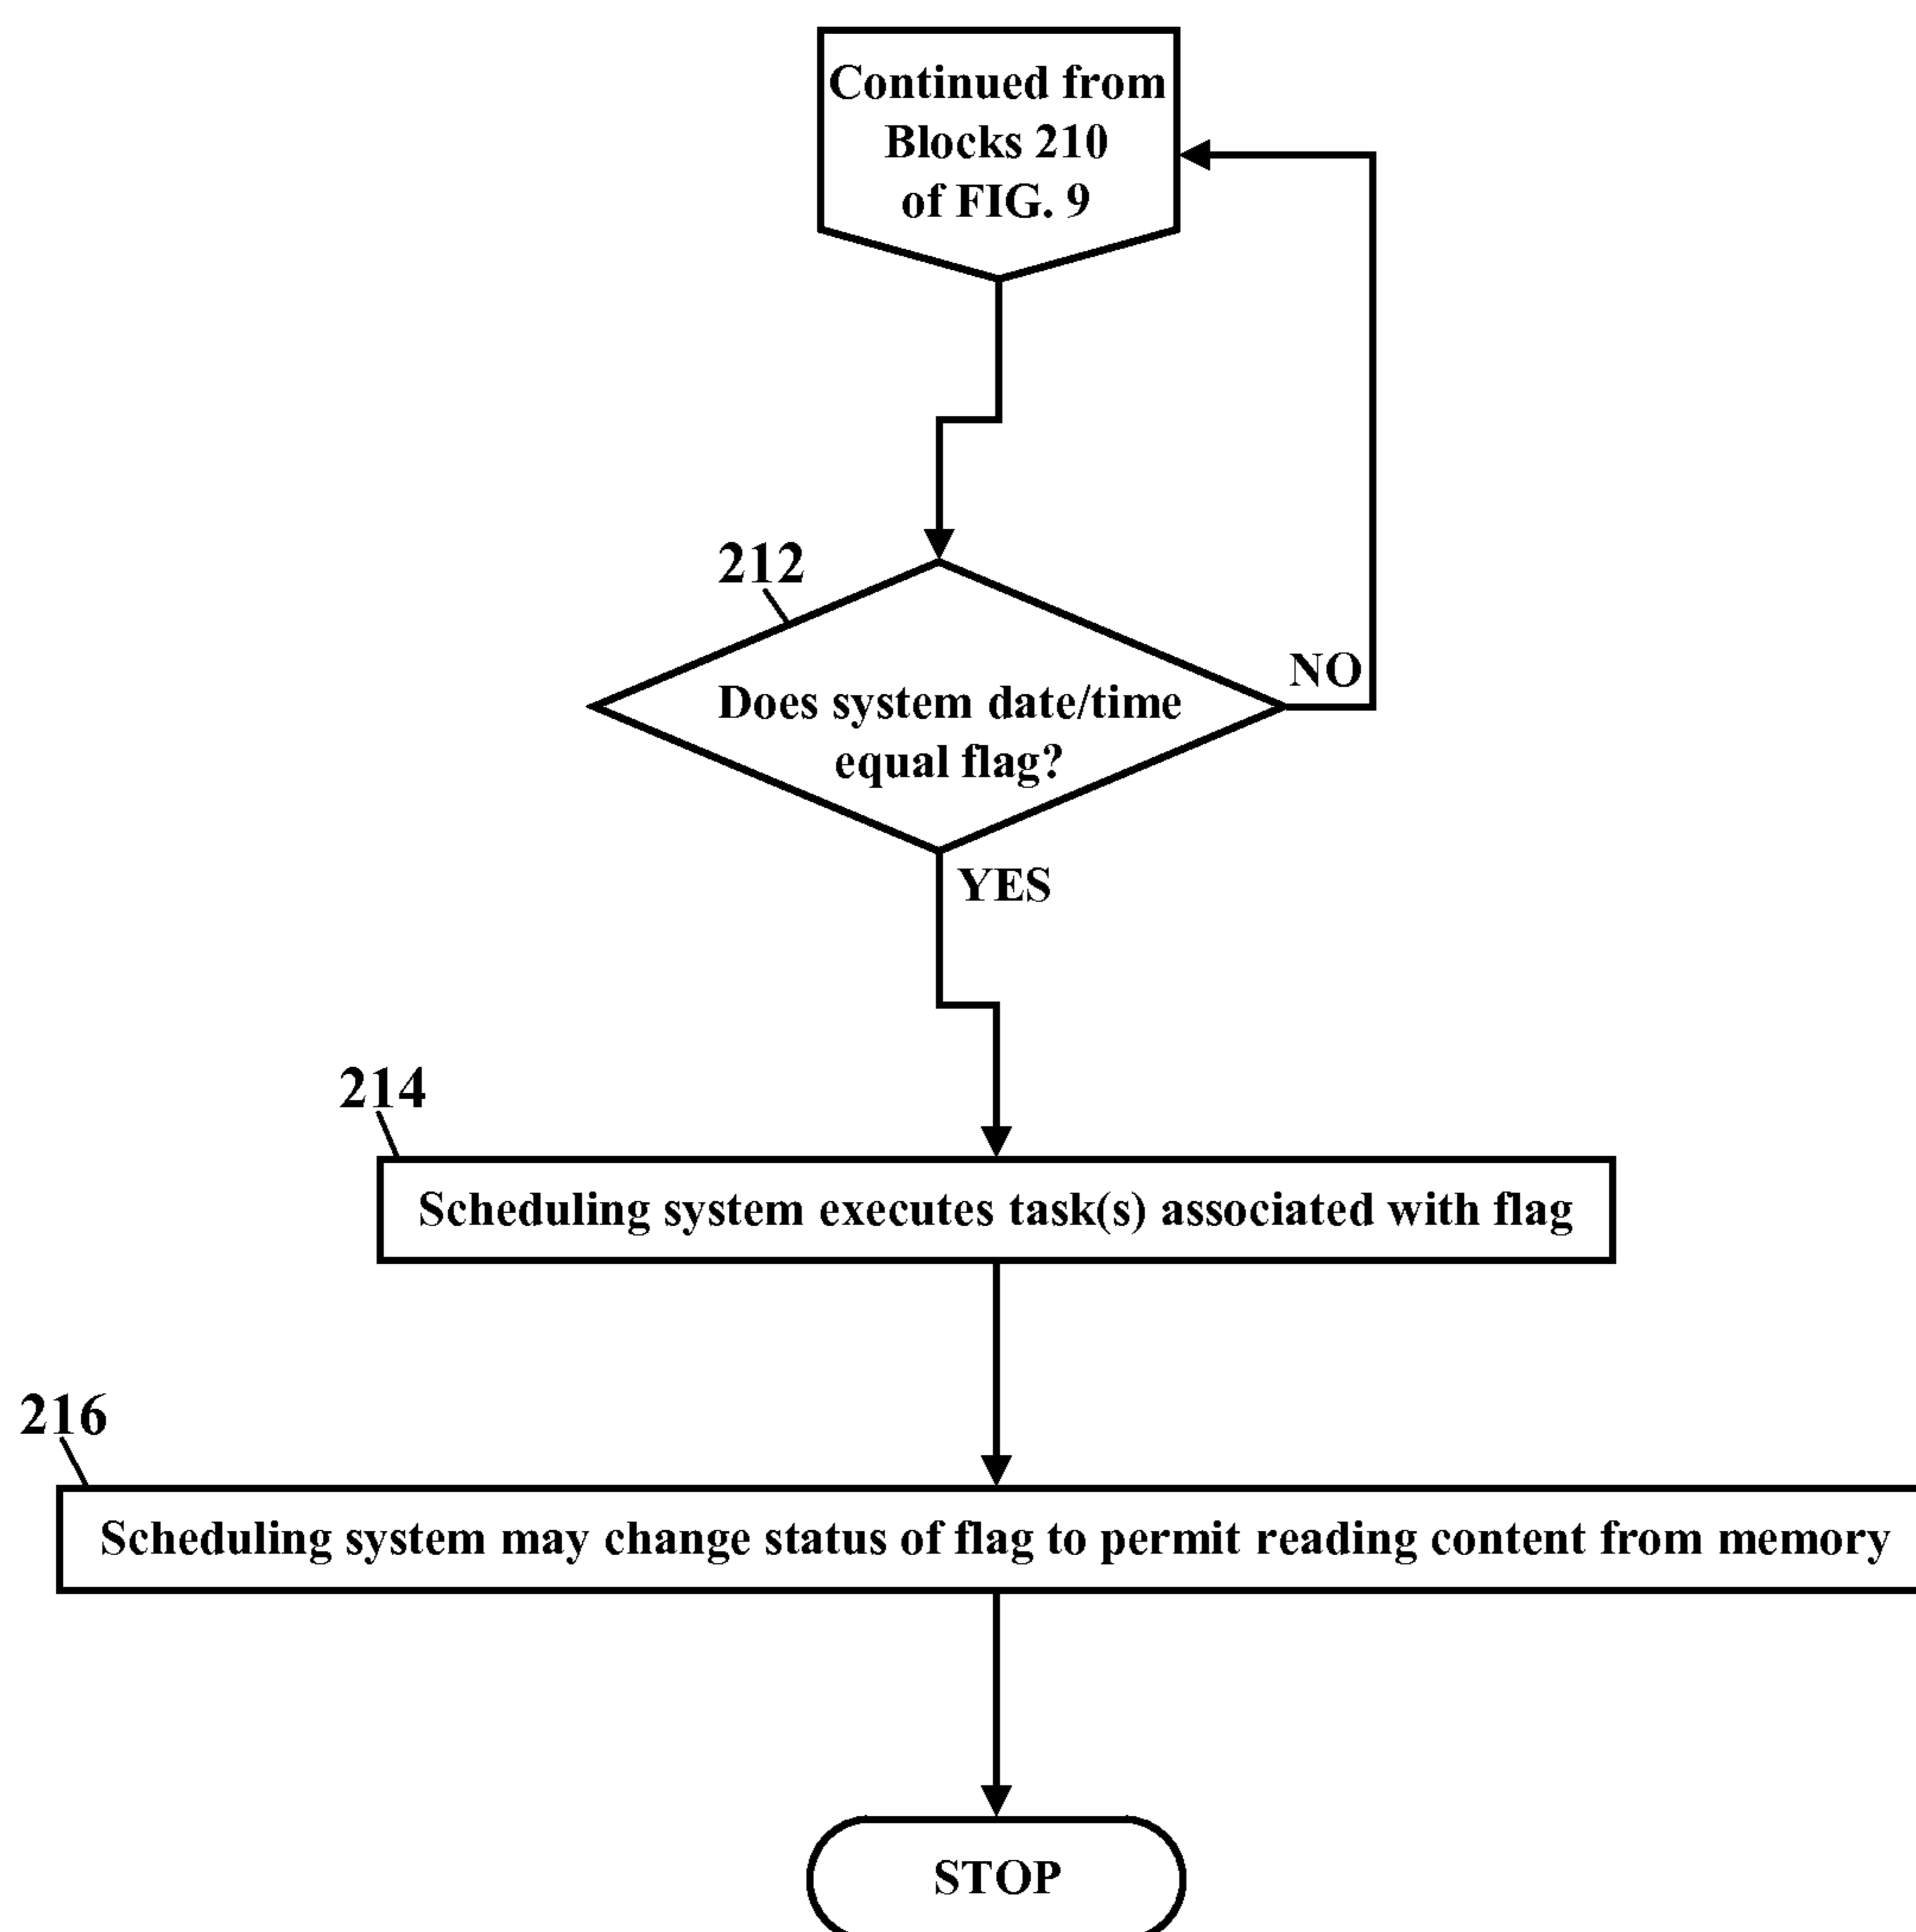 Continued from
Blocks 210
of FIG. 9
212
Does system date/time
equal flag?
NO
YES
214
Scheduling system executes task(s) associated with flag
216
Scheduling system may change status of flag to permit reading content from memory
STOP